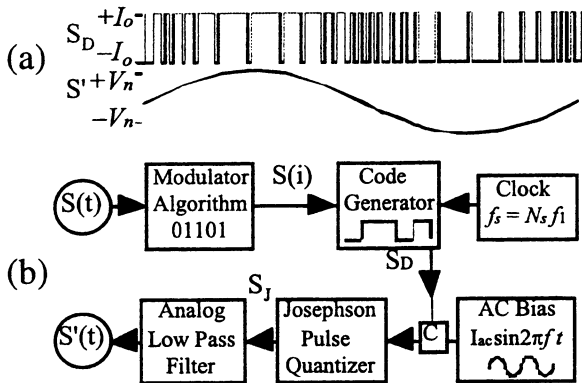 (a)
S_D
+I_o
−I_o
S'
+V_n
−V_n
S(t)
Modulator
Algorithm
01101
S(i)
Code
Generator
Clock
f_s = N_s f_1
S_D
(b)
S'(t)
Analog
Low Pass
Filter
S_J
Josephson
Pulse
Quantizer
C
AC Bias
I_ac sin2πf t